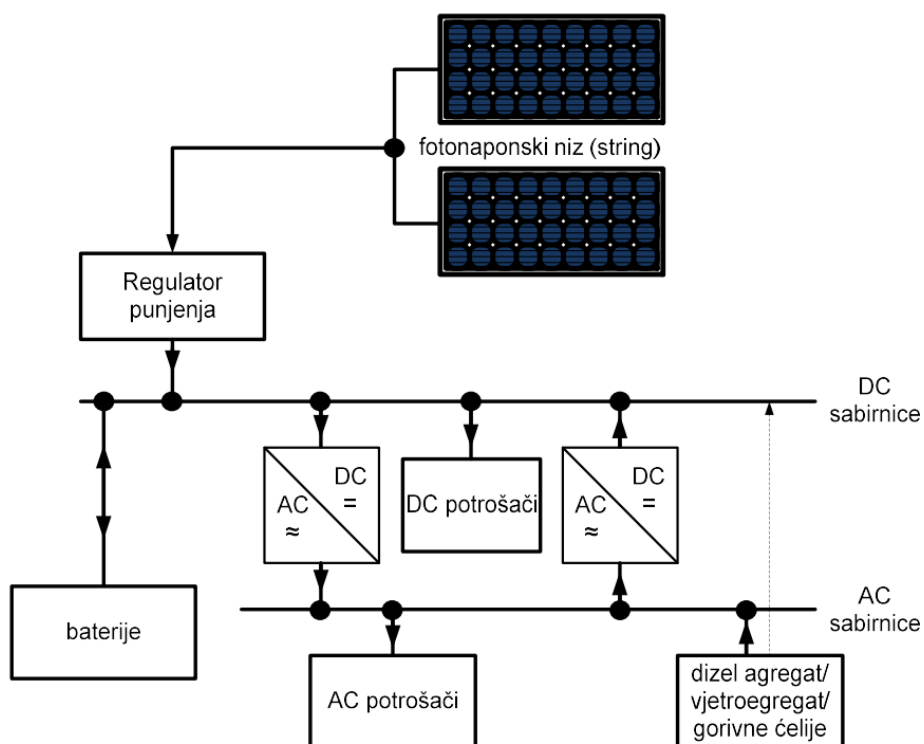 fotonaponski niz (string)
Regulator
punjenja
DC
sabirnice
DC
=
AC
≈
DC potrošači
DC
=
AC
≈
AC
sabirnice
baterije
AC potrošači
dizel agregat/
vjetroegregat/
gorivne ćelije